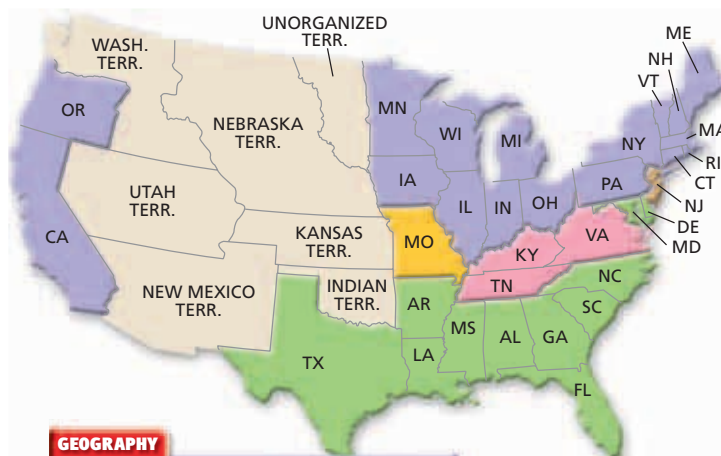 UNORGANIZED
TERR.
WASH.
TERR.
ME
NH
VT
OR
MN
NEBRASKA
TERR.
WI
MI
NY
MA
RI
CT
IA
PA
UTAH
TERR.
IL
IN
OH
NJ
DE
MD
CA
KANSAS
TERR.
MO
KY
VA
NEW MEXICO
TERR.
INDIAN
TERR.
TN
NC
AR
SC
MS
AL
GA
TX
LA
FL
GEOGRAPHY